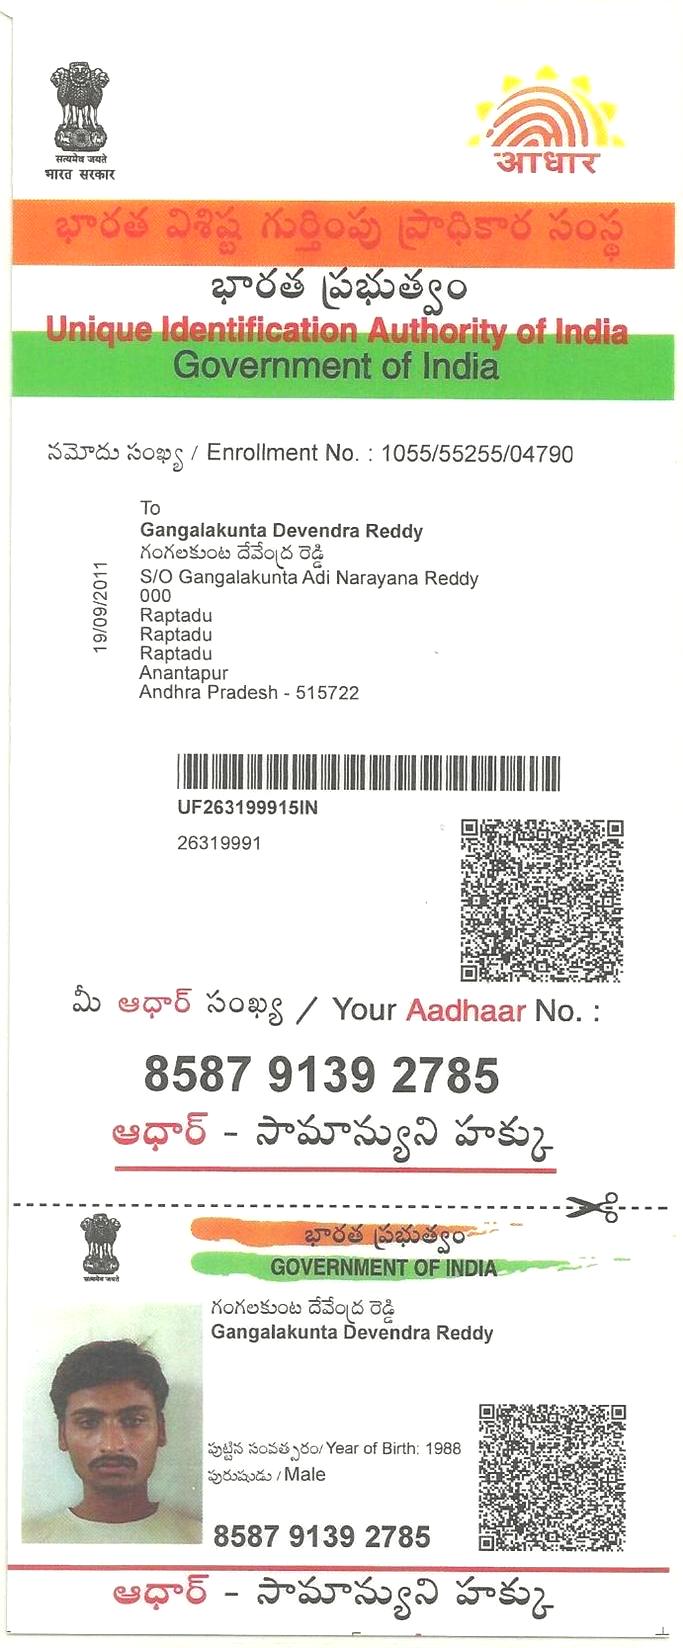 सत्यमेव जयते
भारत सरकार
आधार
భారత విశిష్ట గుర్తింపు ప్రాధికార సంస్థ
భారత ప్రభుత్వం
Unique Identification Authority of India
Government of India
నమోదు సంఖ్య / Enrollment No. : 1055/55255/04790
19/09/2011
To
Gangalakunta Devendra Reddy
గంగలకుంట దేవేంద్ర రెడ్డి
S/O Gangalakunta Adi Narayana Reddy
000
Raptadu
Raptadu
Raptadu
Anantapur
Andhra Pradesh - 515722
UF263199915IN
26319991
మీ ఆధార్ సంఖ్య / Your Aadhaar No. :
8587 9139 2785
ఆధార్ - సామాన్యుని హక్కు
భారత ప్రభుత్వం
सत्यमेव जयते
GOVERNMENT OF INDIA
గంగలకుంట దేవేంద్ర రెడ్డి
Gangalakunta Devendra Reddy
పుట్టిన సంవత్సరం/ Year of Birth: 1988
పురుషుడు / Male
8587 9139 2785
ఆధార్ - సామాన్యుని హక్కు